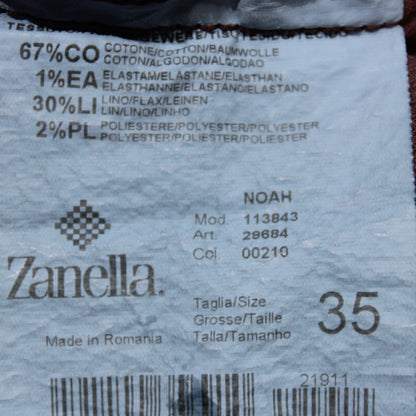 67%CO COTONE/COTTON/BAUMWOLLE
COTON/ALGODON/ALGODAO
1%EA ELASTAM/ELASTANE/ELASTHAN
ELASTHANNE/ELASTANO/ELASTANO
30%LI LINO/FLAX/LEINEN
LIN/LINO/LINHO
2%PL POLIESTERE/POLYESTER/POLYESTER
POLYESTER/POLIESTER/POLIESTER
NOAH
Mod. 113843
Art. 29684
Col. 00210
Zanella®
Taglia/Size
Grosse/Taille 35
Made in Romania Talla/Tamanho
21911